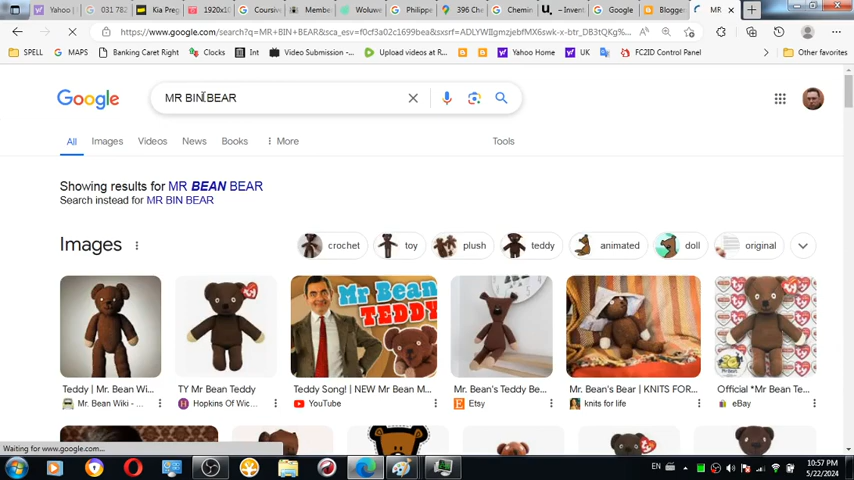 Yahoo
031 782
Kia Preg
1920x10
Cursive
Membe
Woluwe
Philippe
396 Che
Chemin
– Invent
Google
Blogger
MR
https://www.google.com/search?q=MR+BIN+BEAR&sca_esv=f0cf3a02c1699bea&sxsrf=
SPELL
MAPS
Banking Caret Right
Clocks
Int
Video Submission -...
Upload videos at R...
Yahoo Home
UK
FC2ID Control Panel
Other favorites
Google
MR BIN BEAR
All
Images
Videos
News
Books
More
Tools
Showing results for MR BEAN BEAR
Search instead for MR BIN BEAR
Images
crochet
toy
plush
teddy
animated
doll
original
Mr Bean
TEDDY
Teddy | Mr. Bean Wi...
TY Mr Bean Teddy
Teddy Song! | NEW Mr Bean M...
Mr. Bean's Teddy Be...
Mr. Bean's Bear | KNITS FOR...
Official *Mr Bean Te...
Mr. Bean Wiki - ...
Hopkins Of Wic...
YouTube
Etsy
knits for life
eBay
Waiting for www.google.com...
EN
10:57 PM
5/22/2024